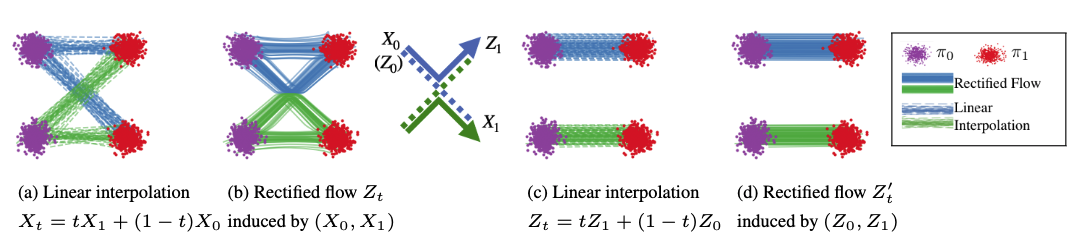 X₀
(Z₀)
Z₁
X₁
π₀
π₁
Rectified Flow
Linear
Interpolation
(a) Linear interpolation
Xₜ = tX₁ + (1 − t)X₀
(b) Rectified flow Zₜ
induced by (X₀, X₁)
(c) Linear interpolation
Zₜ = tZ₁ + (1 − t)Z₀
(d) Rectified flow Z′ₜ
induced by (Z₀, Z₁)